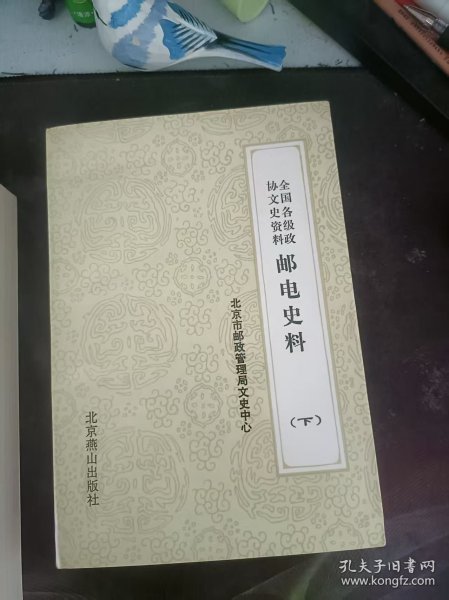 全国各级政
协文史资料
邮电史料
（下）
北京市邮政管理局文史中心
北京燕山出版社
孔夫子旧书网
www.kongfz.com